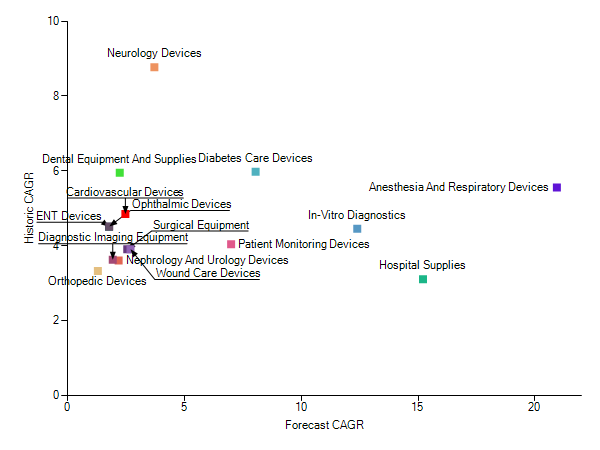 10
Neurology Devices
8
Dental Equipment And Supplies
Diabetes Care Devices
6
Cardiovascular Devices
Anesthesia And Respiratory Devices
Ophthalmic Devices
ENT Devices
In-Vitro Diagnostics
Surgical Equipment
Historic CAGR
Diagnostic Imaging Equipment
4
Patient Monitoring Devices
Nephrology And Urology Devices
Hospital Supplies
Wound Care Devices
Orthopedic Devices
2
0
0
5
10
15
20
Forecast CAGR